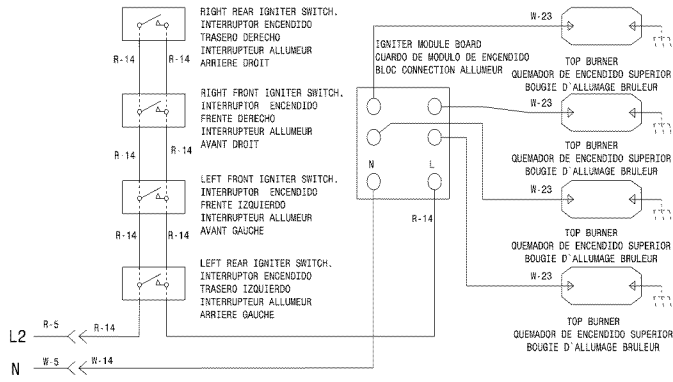 RIGHT REAR IGNITER SWITCH.
INTERRUPTOR ENCENDIDO
TRASERO DERECHO
INTERRUPTEUR ALLUMEUR
ARRIERE DROIT
R-14
R-14
RIGHT FRONT IGNITER SWITCH.
INTERRUPTOR ENCENDIDO
FRENTE DERECHO
INTERRUPTEUR ALLUMEUR
AVANT DROIT
R-14
R-14
LEFT FRONT IGNITER SWITCH.
INTERRUPTOR ENCENDIDO
FRENTE IZQUIERDO
INTERRUPTEUR ALLUMEUR
AVANT GAUCHE
R-14
R-14
LEFT REAR IGNITER SWITCH.
INTERRUPTOR ENCENDIDO
TRASERO IZQUIERDO
INTERRUPTEUR ALLUMEUR
ARRIERE GAUCHE
L2
R-5
R-14
N
W-5
W-14
IGNITER MODULE BOARD
CUARDO DE MODULO DE ENCENDIDO
BLOC CONNECTION ALLUMEUR
N
L
R-14
W-23
TOP BURNER
QUEMADOR DE ENCENDIDO SUPERIOR
BOUGIE D`ALLUMAGE BRULEUR
W-23
TOP BURNER
QUEMADOR DE ENCENDIDO SUPERIOR
BOUGIE D`ALLUMAGE BRULEUR
W-23
TOP BURNER
QUEMADOR DE ENCENDIDO SUPERIOR
BOUGIE D`ALLUMAGE BRULEUR
W-23
TOP BURNER
QUEMADOR DE ENCENDIDO SUPERIOR
BOUGIE D`ALLUMAGE BRULEUR